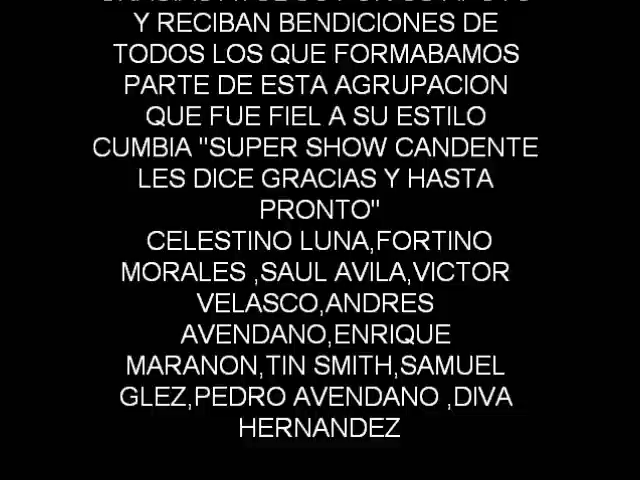 Y RECIBAN BENDICIONES DE
TODOS LOS QUE FORMABAMOS
PARTE DE ESTA AGRUPACION
QUE FUE FIEL A SU ESTILO
CUMBIA "SUPER SHOW CANDENTE
LES DICE GRACIAS Y HASTA
PRONTO"
CELESTINO LUNA,FORTINO
MORALES ,SAUL AVILA,VICTOR
VELASCO,ANDRES
AVENDANO,ENRIQUE
MARANON,TIN SMITH,SAMUEL
GLEZ,PEDRO AVENDANO ,DIVA
HERNANDEZ